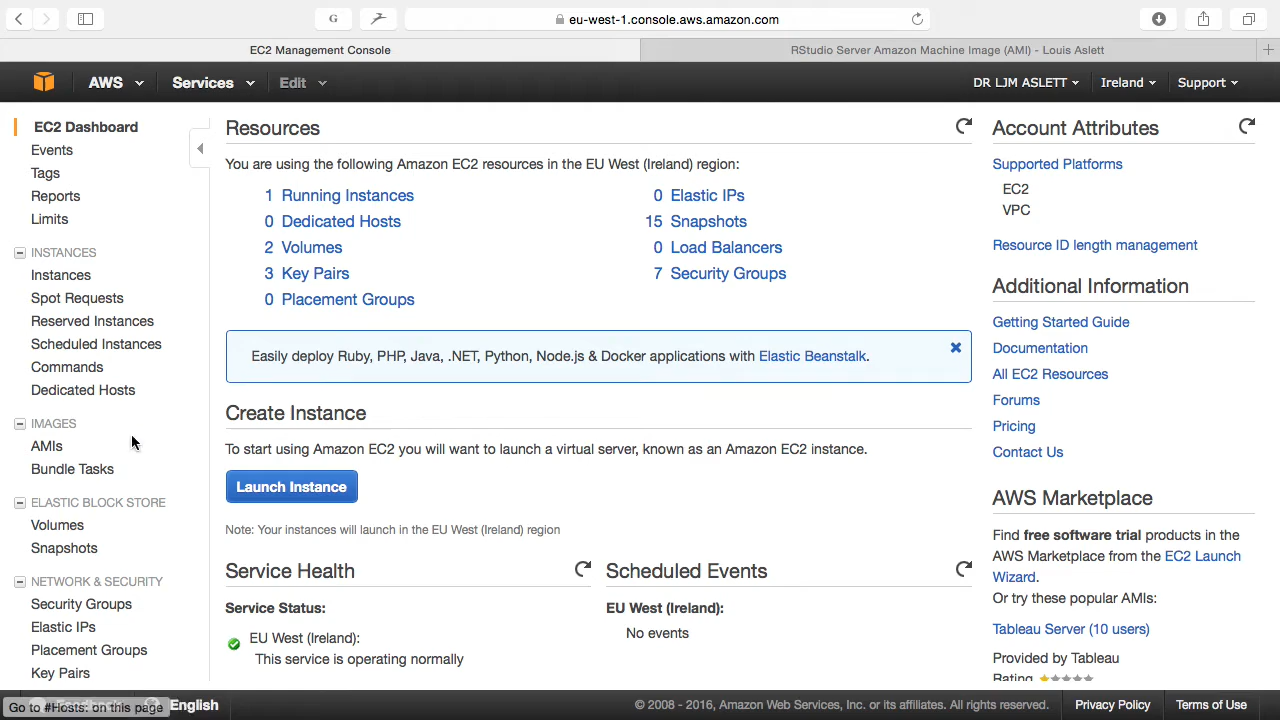 G
eu-west-1.console.aws.amazon.com
EC2 Management Console
RStudio Server Amazon Machine Image (AMI) - Louis Aslett
AWS
Services
Edit
DR LJM ASLETT
Ireland
Support
EC2 Dashboard
Events
Tags
Reports
Limits
INSTANCES
Instances
Spot Requests
Reserved Instances
Scheduled Instances
Commands
Dedicated Hosts
IMAGES
AMIs
Bundle Tasks
ELASTIC BLOCK STORE
Volumes
Snapshots
NETWORK & SECURITY
Security Groups
Elastic IPs
Placement Groups
Key Pairs
Resources
You are using the following Amazon EC2 resources in the EU West (Ireland) region:
1 Running Instances
0 Elastic IPs
0 Dedicated Hosts
15 Snapshots
2 Volumes
0 Load Balancers
3 Key Pairs
7 Security Groups
0 Placement Groups
Easily deploy Ruby, PHP, Java, .NET, Python, Node.js & Docker applications with Elastic Beanstalk.
Create Instance
To start using Amazon EC2 you will want to launch a virtual server, known as an Amazon EC2 instance.
Launch Instance
Note: Your instances will launch in the EU West (Ireland) region
Service Health
Service Status:
EU West (Ireland):
This service is operating normally
Scheduled Events
EU West (Ireland):
No events
Account Attributes
Supported Platforms
EC2
VPC
Resource ID length management
Additional Information
Getting Started Guide
Documentation
All EC2 Resources
Forums
Pricing
Contact Us
AWS Marketplace
Find free software trial products in the
AWS Marketplace from the EC2 Launch
Wizard.
Or try these popular AMIs:
Tableau Server (10 users)
Provided by Tableau
Rating
Go to #Hosts: on this page
English
© 2008 - 2016, Amazon Web Services, Inc. or its affiliates. All rights reserved.
Privacy Policy
Terms of Use